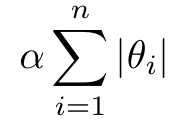 α ∑_{i=1}^{n} |θ_i|